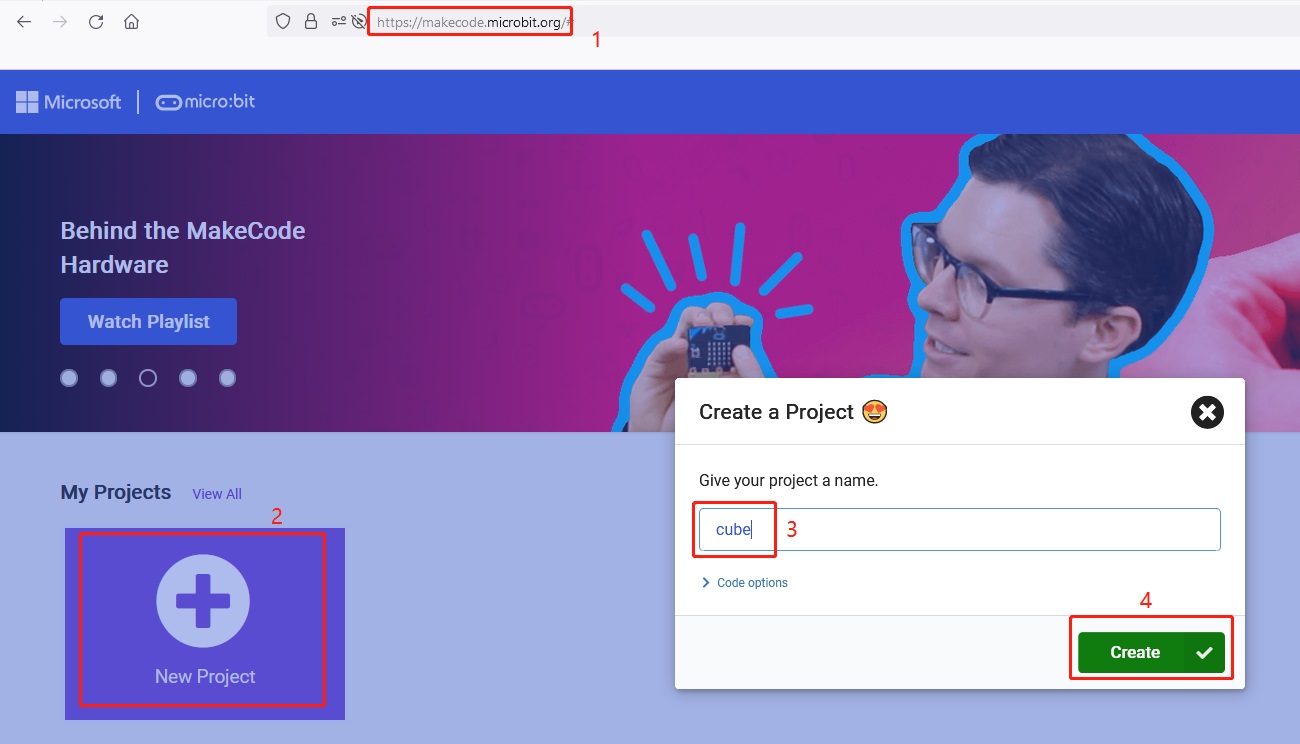 https://makecode.microbit.org/#
1
Microsoft | micro:bit
Behind the MakeCode
Hardware
Watch Playlist
My Projects View All
2
New Project
Create a Project 😍
Give your project a name.
cube
3
Code options
4
Create